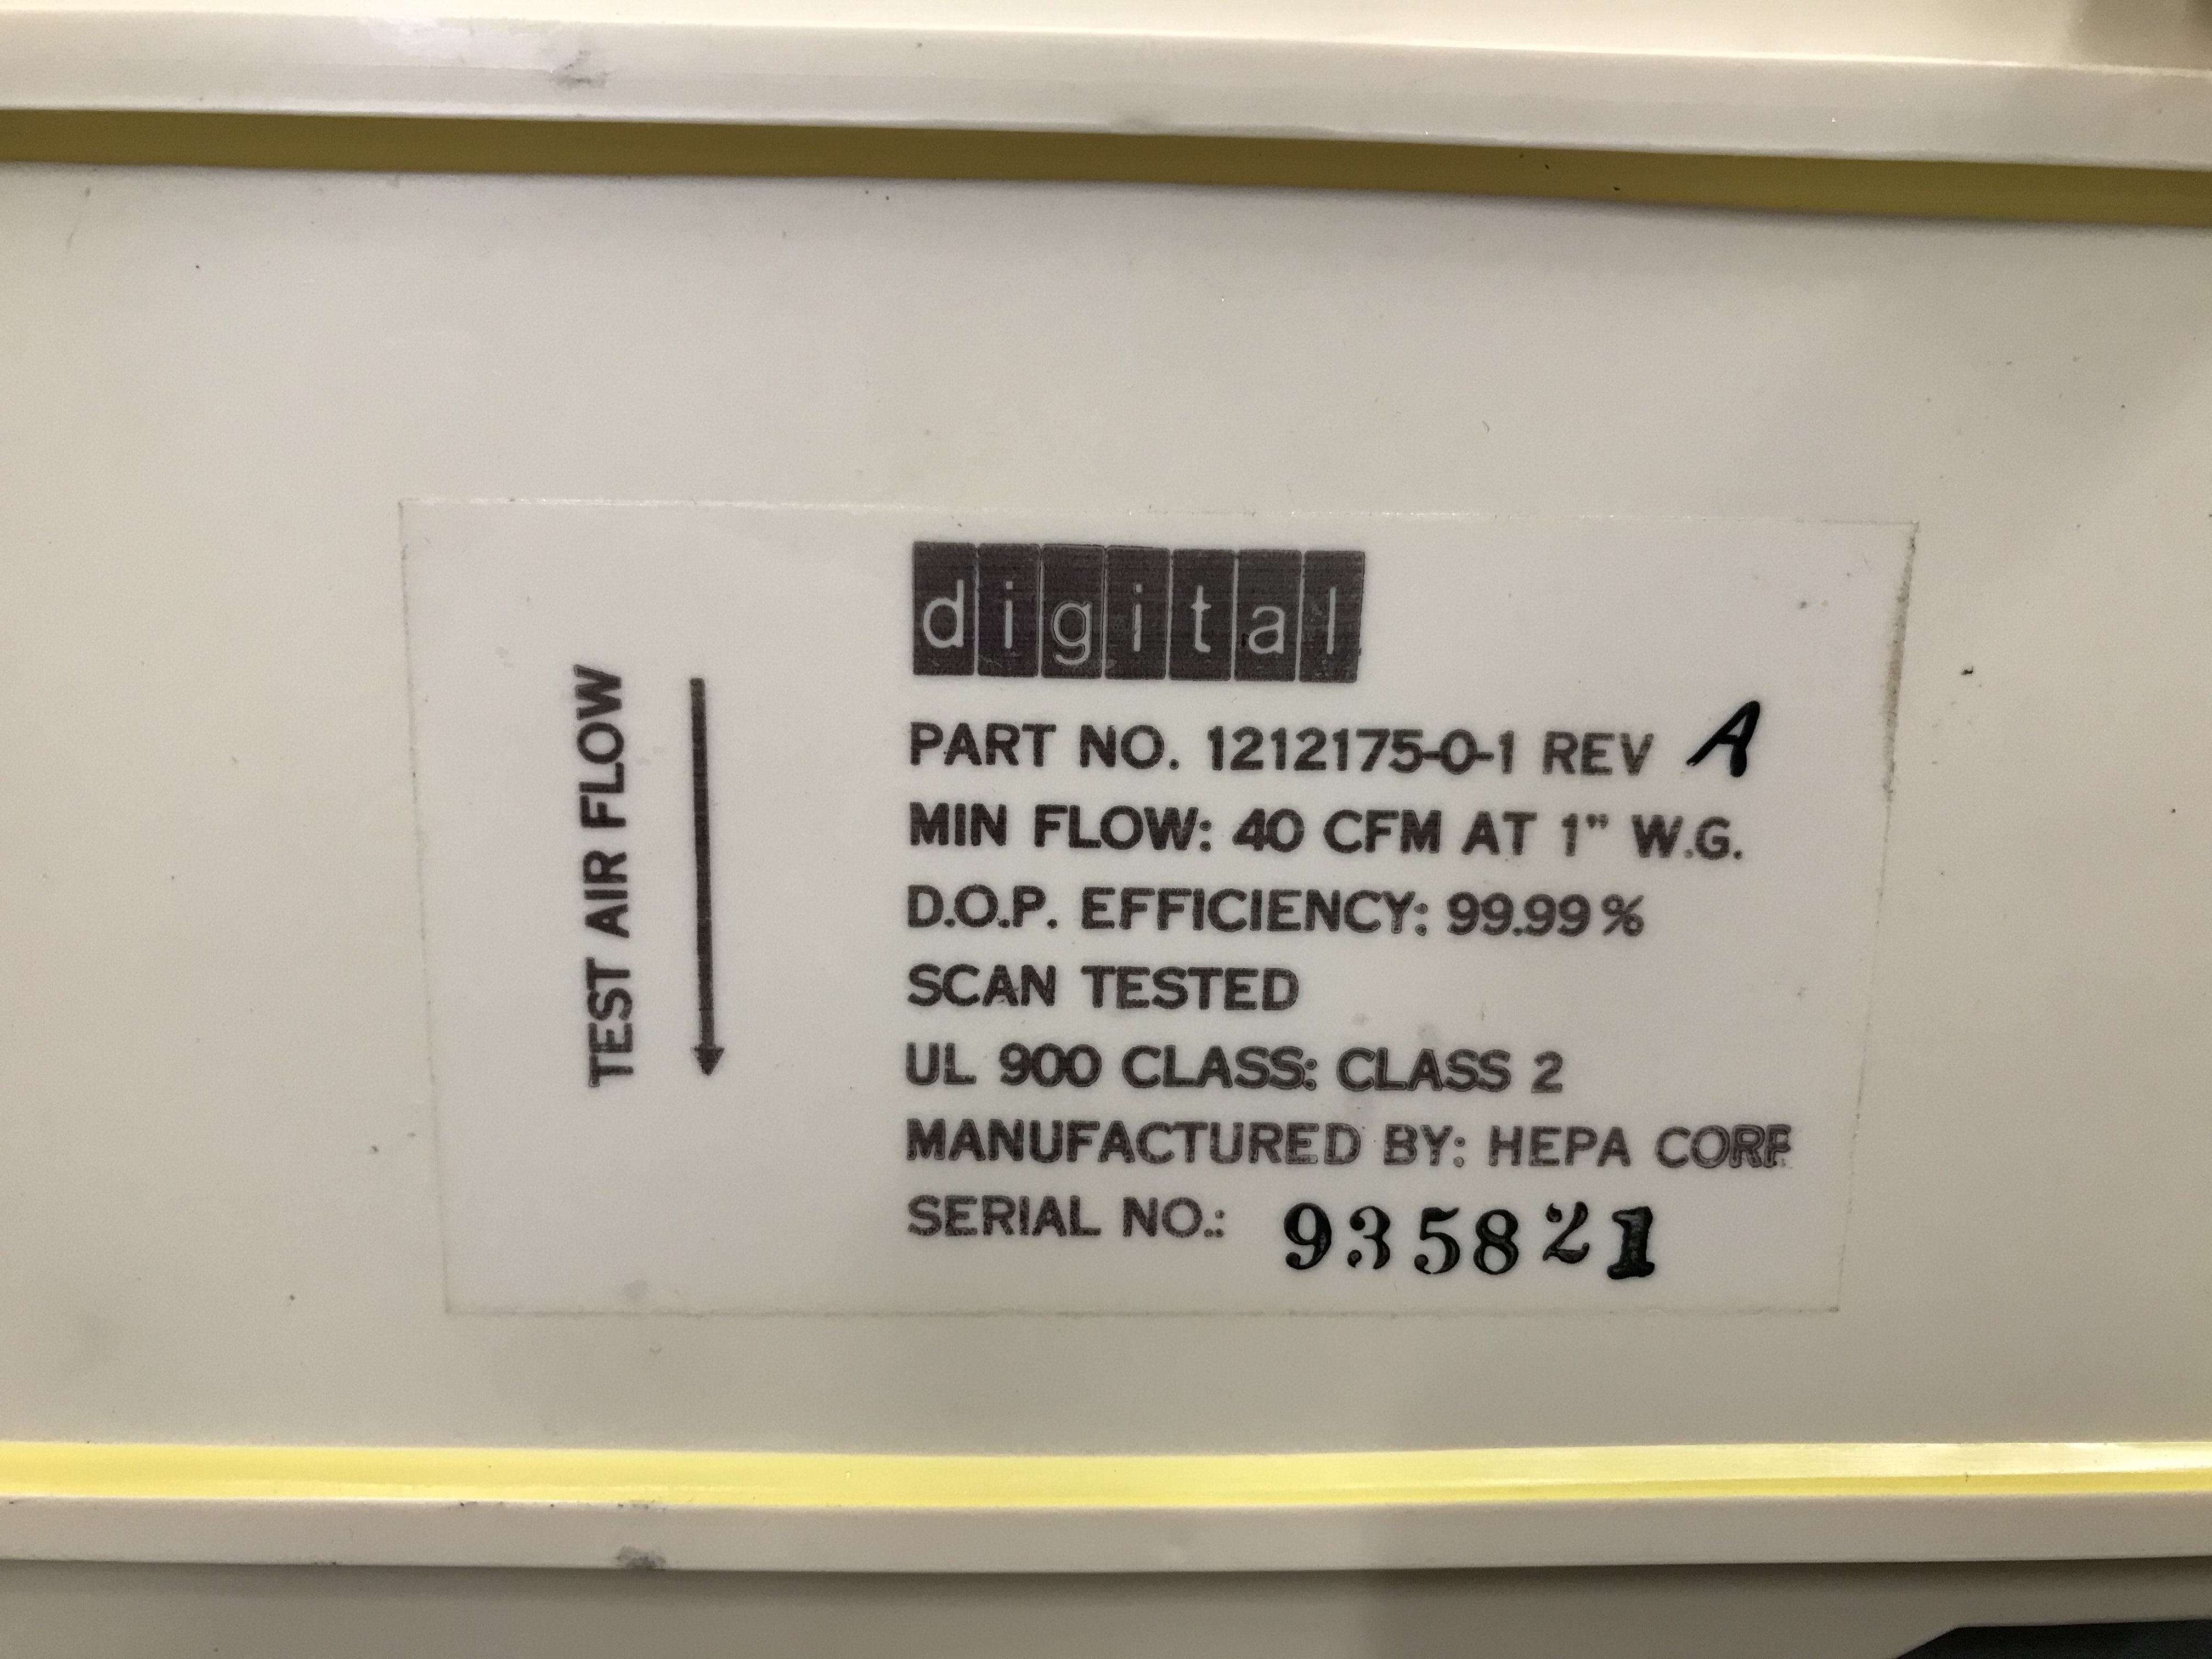 digital
PART NO. 1212175-0-1 REV A
MIN FLOW: 40 CFM AT 1" W.G.
D.O.P. EFFICIENCY: 99.99%
SCAN TESTED
UL 900 CLASS: CLASS 2
MANUFACTURED BY: HEPA CORP.
SERIAL NO.: 935821
TEST AIR FLOW